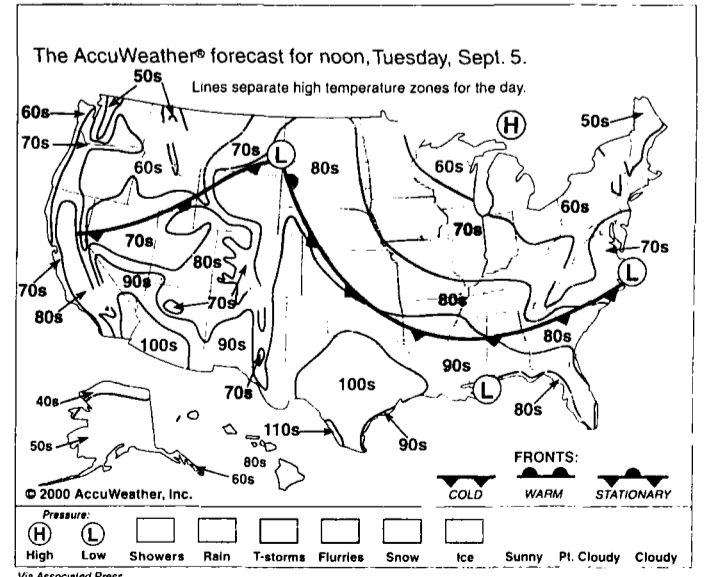 The AccuWeather® forecast for noon, Tuesday, Sept. 5.
50s
Lines separate high temperature zones for the day.
60s
50s
H
70s
70s
L
80s
60s
60s
60s
70s
70s
80s
70s
70s
L
90s
70s
80s
80s
80s
100s
90s
90s
70s
100s
L
80s
40s
110s
90s
50s
80s
60s
FRONTS:
© 2000 AccuWeather, Inc.
COLD WARM STATIONARY
Pressure:
H L
High Low Showers Rain T-storms Flurries Snow Ice Sunny Pt. Cloudy Cloudy
Via Associated Press